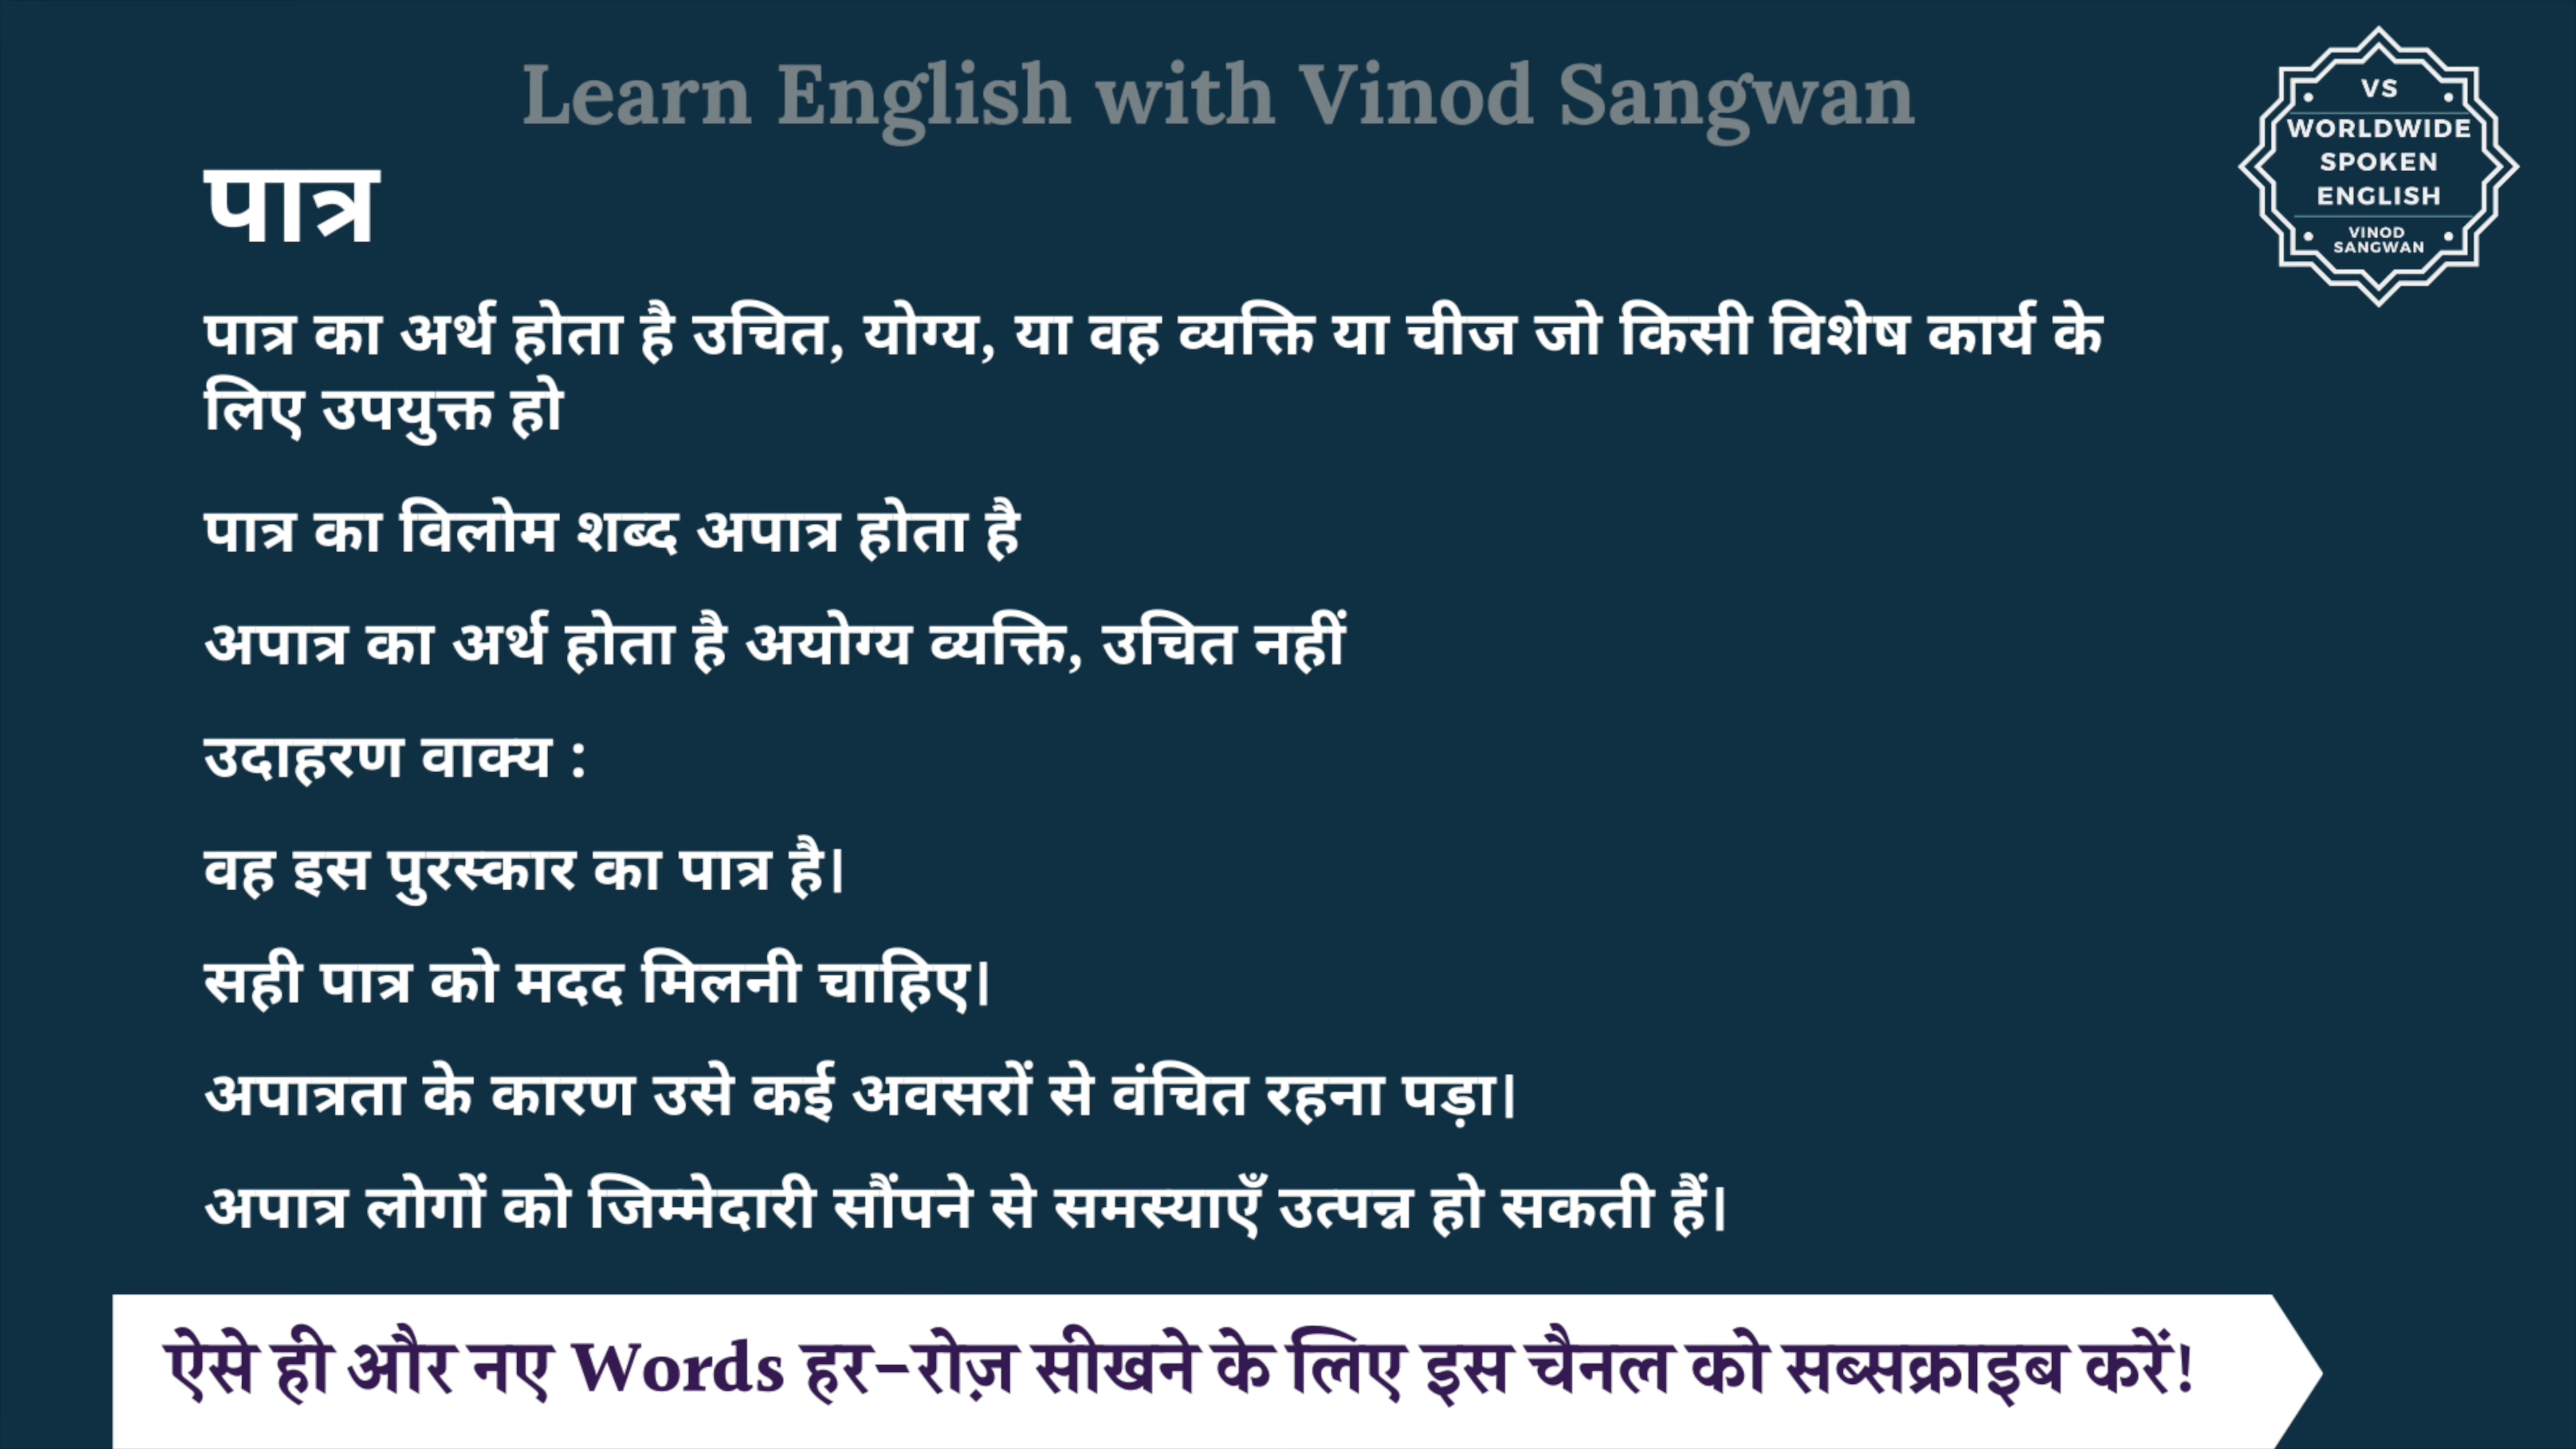 Learn English with Vinod Sangwan
VS
WORLDWIDE
SPOKEN
ENGLISH
VINOD
SANGWAN
पात्र
पात्र का अर्थ होता है उचित, योग्य, या वह व्यक्ति या चीज जो किसी विशेष कार्य के
लिए उपयुक्त हो
पात्र का विलोम शब्द अपात्र होता है
अपात्र का अर्थ होता है अयोग्य व्यक्ति, उचित नहीं
उदाहरण वाक्य :
वह इस पुरस्कार का पात्र है।
सही पात्र को मदद मिलनी चाहिए।
अपात्रता के कारण उसे कई अवसरों से वंचित रहना पड़ा।
अपात्र लोगों को जिम्मेदारी सौंपने से समस्याएँ उत्पन्न हो सकती हैं।
ऐसे ही और नए Words हर-रोज़ सीखने के लिए इस चैनल को सब्सक्राइब करें!